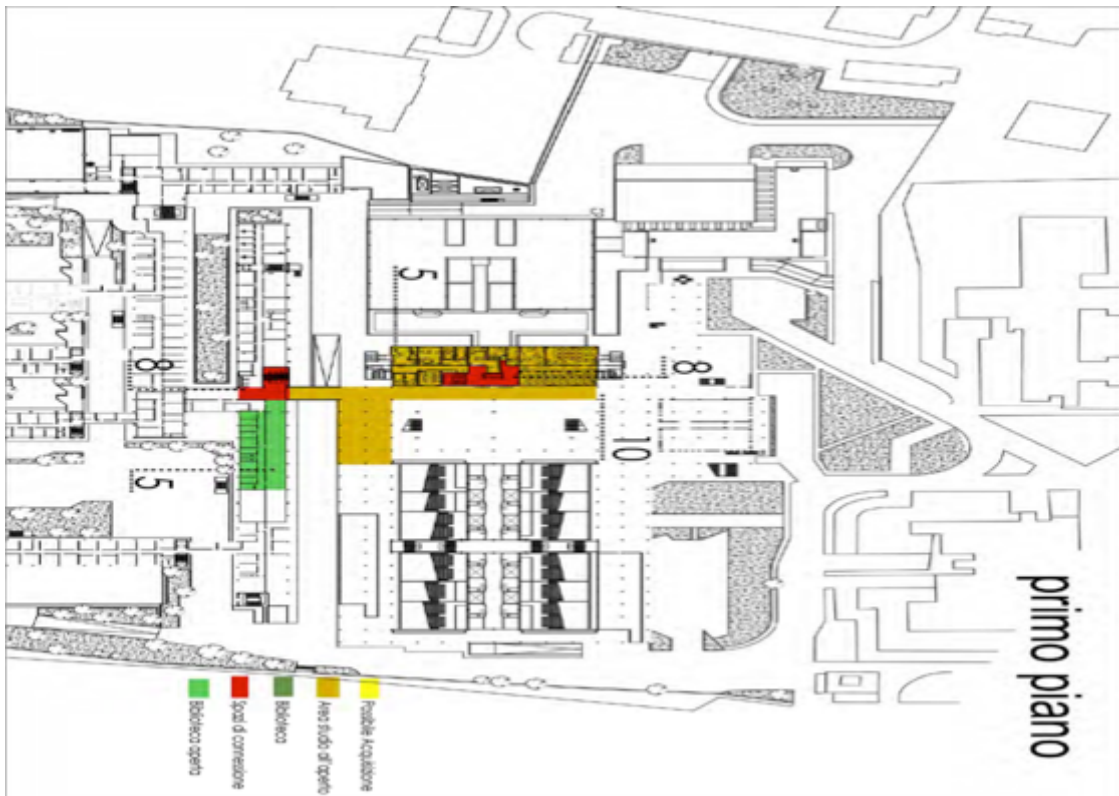 primo piano
8
10
5
Possibile Acquisizione
Area studio all'aperto
Biblioteca
Spazi di connessione
Biblioteca aperta
8
5